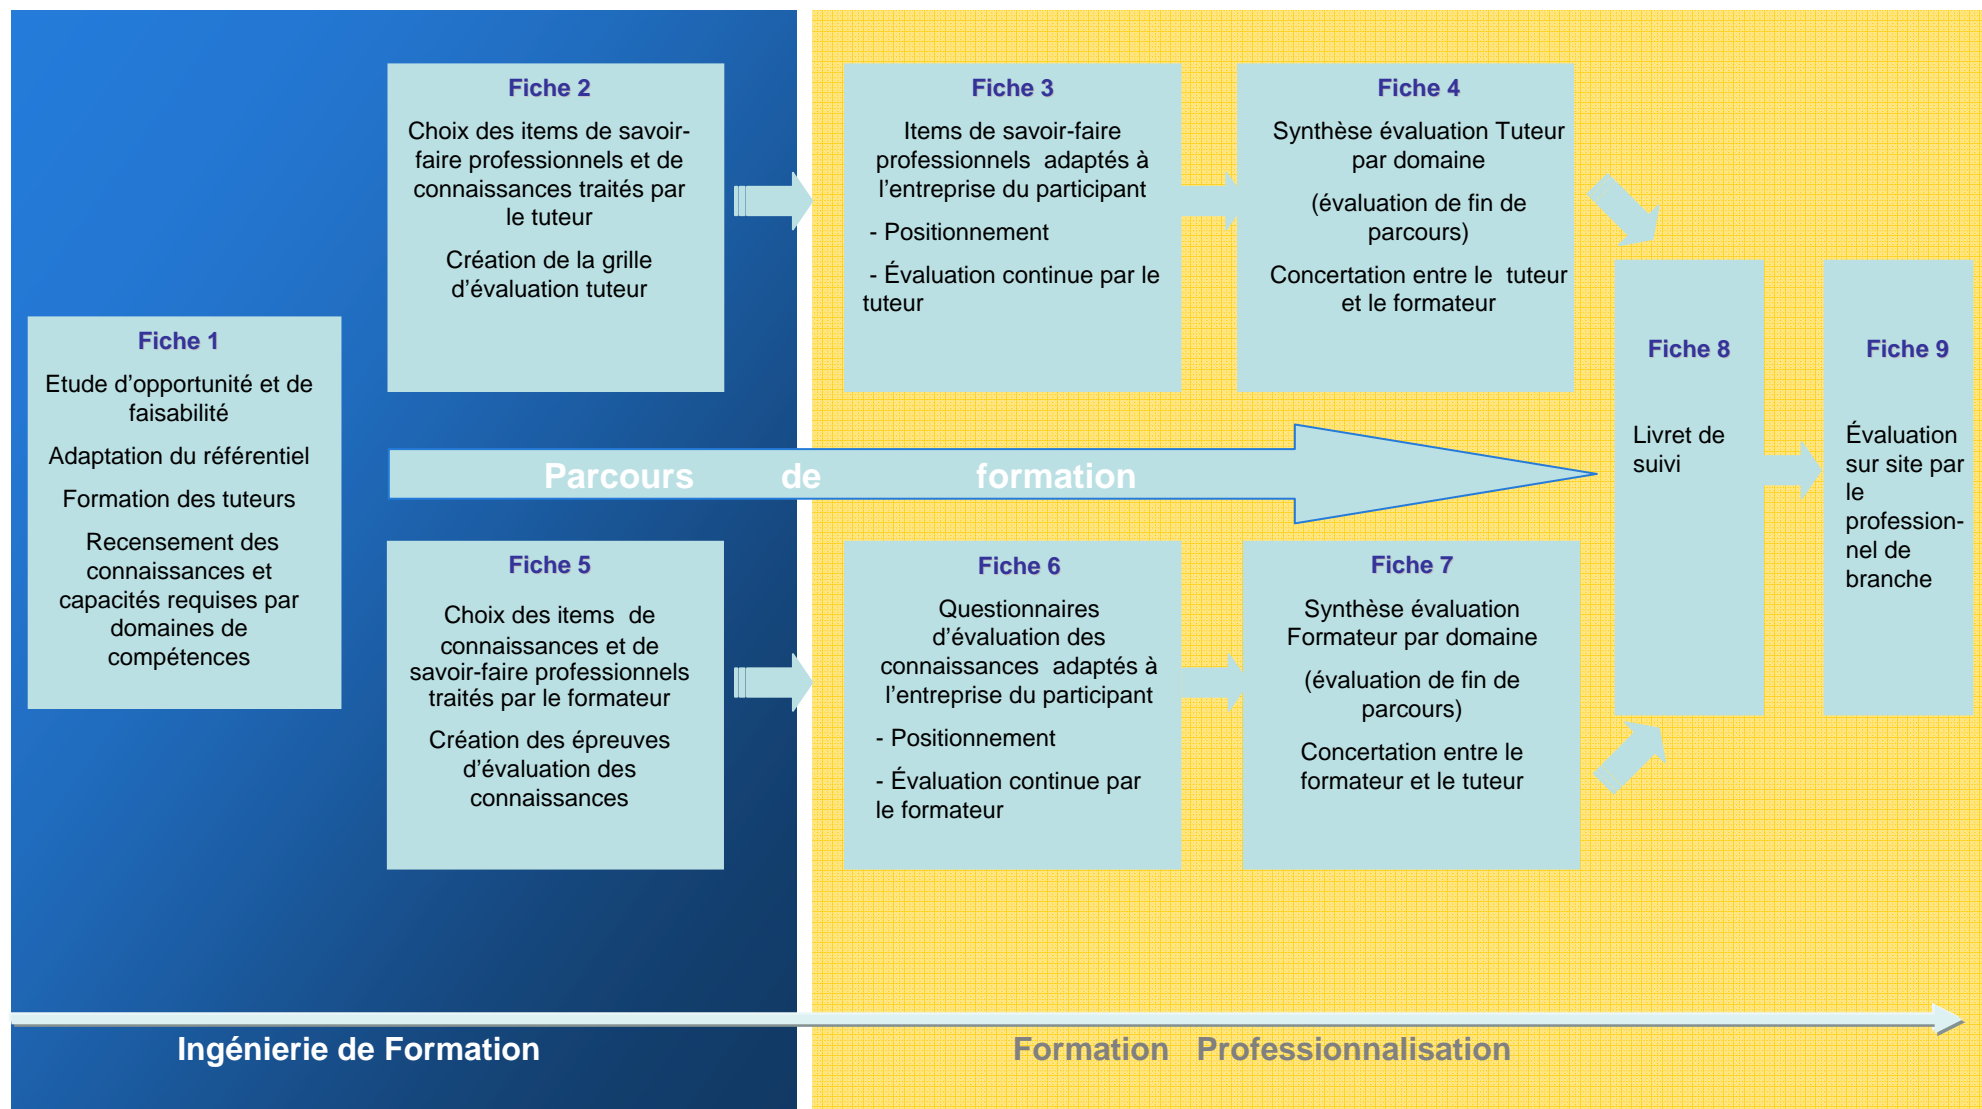 Fiche 1
Etude d’opportunité et de
faisabilité
Adaptation du référentiel
Formation des tuteurs
Recensement des
connaissances et
capacités requises par
domaines de
compétences
Fiche 2
Choix des items de savoir-
faire professionnels et de
connaissances traités par
le tuteur
Création de la grille
d’évaluation tuteur
Fiche 3
Items de savoir-faire
professionnels adaptés à
l’entreprise du participant
- Positionnement
- Évaluation continue par le
tuteur
Fiche 4
Synthèse évaluation Tuteur
par domaine
(évaluation de fin de
parcours)
Concertation entre le tuteur
et le formateur
Parcours de formation
Fiche 5
Choix des items de
connaissances et de
savoir-faire professionnels
traités par le formateur
Création des épreuves
d’évaluation des
connaissances
Fiche 6
Questionnaires
d’évaluation des
connaissances adaptés à
l’entreprise du participant
- Positionnement
- Évaluation continue par
le formateur
Fiche 7
Synthèse évaluation
Formateur par domaine
(évaluation de fin de
parcours)
Concertation entre le
formateur et le tuteur
Fiche 8
Livret de
suivi
Fiche 9
Évaluation
sur site par
le
profession-
nel de
branche
Ingénierie de Formation
Formation Professionnalisation